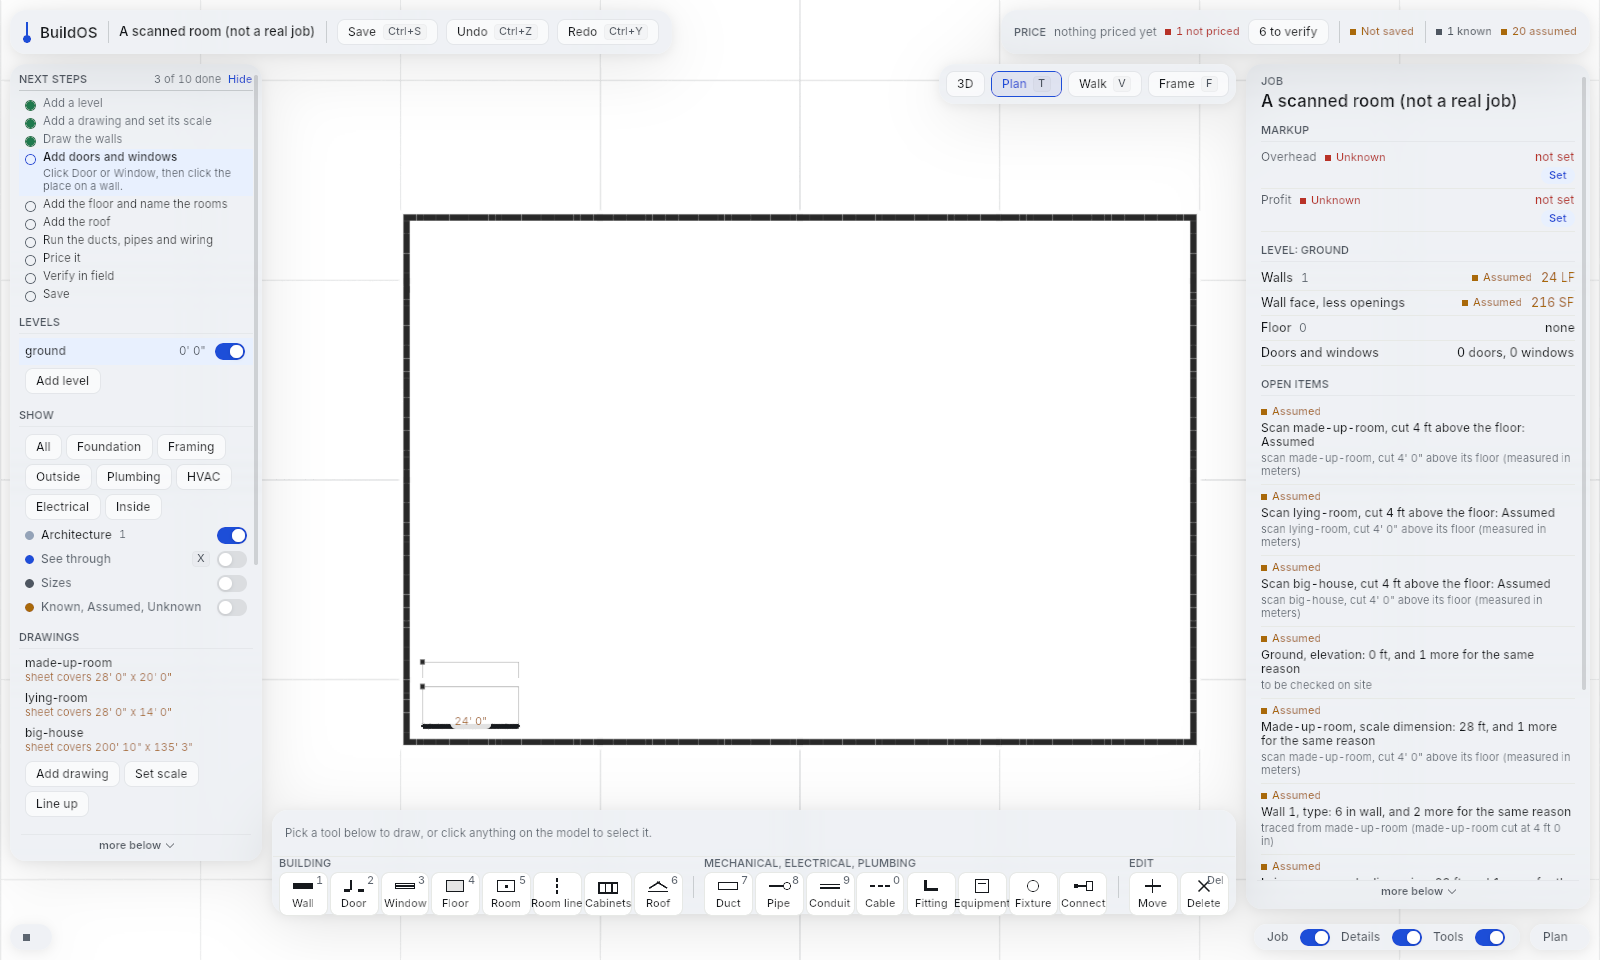 BuildOS
A scanned room (not a real job)
Save Ctrl+S
Undo Ctrl+Z
Redo Ctrl+Y
PRICE nothing priced yet 1 not priced 6 to verify Not saved 1 known 20 assumed
3D
Plan T
Walk V
Frame F
NEXT STEPS 3 of 10 done Hide
Add a level
Add a drawing and set its scale
Draw the walls
Add doors and windows
Click Door or Window, then click the
place on a wall.
Add the floor and name the rooms
Add the roof
Run the ducts, pipes and wiring
Price it
Verify in field
Save
LEVELS
ground 0' 0"
Add level
SHOW
All Foundation Framing
Outside Plumbing HVAC
Electrical Inside
Architecture 1
See through X
Sizes
Known, Assumed, Unknown
DRAWINGS
made-up-room
sheet covers 28' 0" x 20' 0"
lying-room
sheet covers 28' 0" x 14' 0"
big-house
sheet covers 200' 10" x 135' 3"
Add drawing Set scale
Line up
more below
24' 0"
Pick a tool below to draw, or click anything on the model to select it.
BUILDING
Wall 1
Door 2
Window 3
Floor 4
Room 5
Room line
Cabinets
Roof 6
MECHANICAL, ELECTRICAL, PLUMBING
Duct 7
Pipe 8
Conduit 9
Cable 0
Fitting
Equipment
Fixture
Connect
EDIT
Move
Delete Del
JOB
A scanned room (not a real job)
MARKUP
Overhead Unknown not set
Set
Profit Unknown not set
Set
LEVEL: GROUND
Walls 1 Assumed 24 LF
Wall face, less openings Assumed 216 SF
Floor 0 none
Doors and windows 0 doors, 0 windows
OPEN ITEMS
Assumed
Scan made-up-room, cut 4 ft above the floor:
Assumed
scan made-up-room, cut 4' 0" above its floor (measured in
meters)
Assumed
Scan lying-room, cut 4 ft above the floor: Assumed
scan lying-room, cut 4' 0" above its floor (measured in
meters)
Assumed
Scan big-house, cut 4 ft above the floor: Assumed
scan big-house, cut 4' 0" above its floor (measured in
meters)
Assumed
Ground, elevation: 0 ft, and 1 more for the same
reason
to be checked on site
Assumed
Made-up-room, scale dimension: 28 ft, and 1 more
for the same reason
scan made-up-room, cut 4' 0" above its floor (measured in
meters)
Assumed
Wall 1, type: 6 in wall, and 2 more for the same reason
traced from made-up-room (made-up-room cut at 4 ft 0
in)
Assumed
more below
Job Details Tools Plan